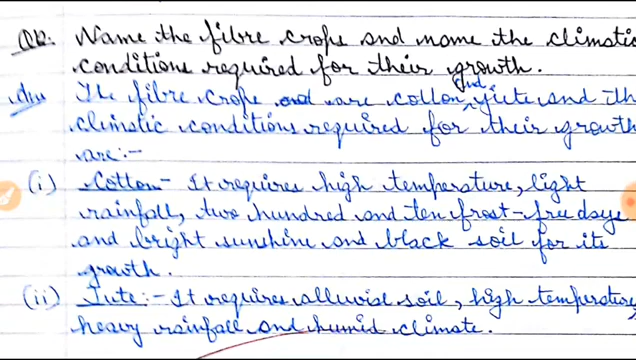 Q12. Name the fibre crops and name the climatic
conditions required for their growth.
Ans The fibre crops are cotton and jute and th
climatic conditions required for their growth
are:-
(i) Cotton- It requires high temperature, light
rainfall, two hundred and ten frost-free days
and bright sunshine and black soil for its
growth.
(ii) Jute:- It requires alluvial soil, high temperature,
heavy rainfall and humid climate.